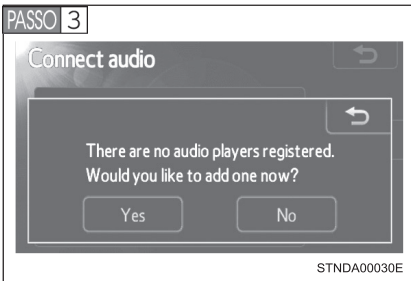 PASSO 3
Connect audio
There are no audio players registered.
Would you like to add one now?
Yes No
STNDA00030E